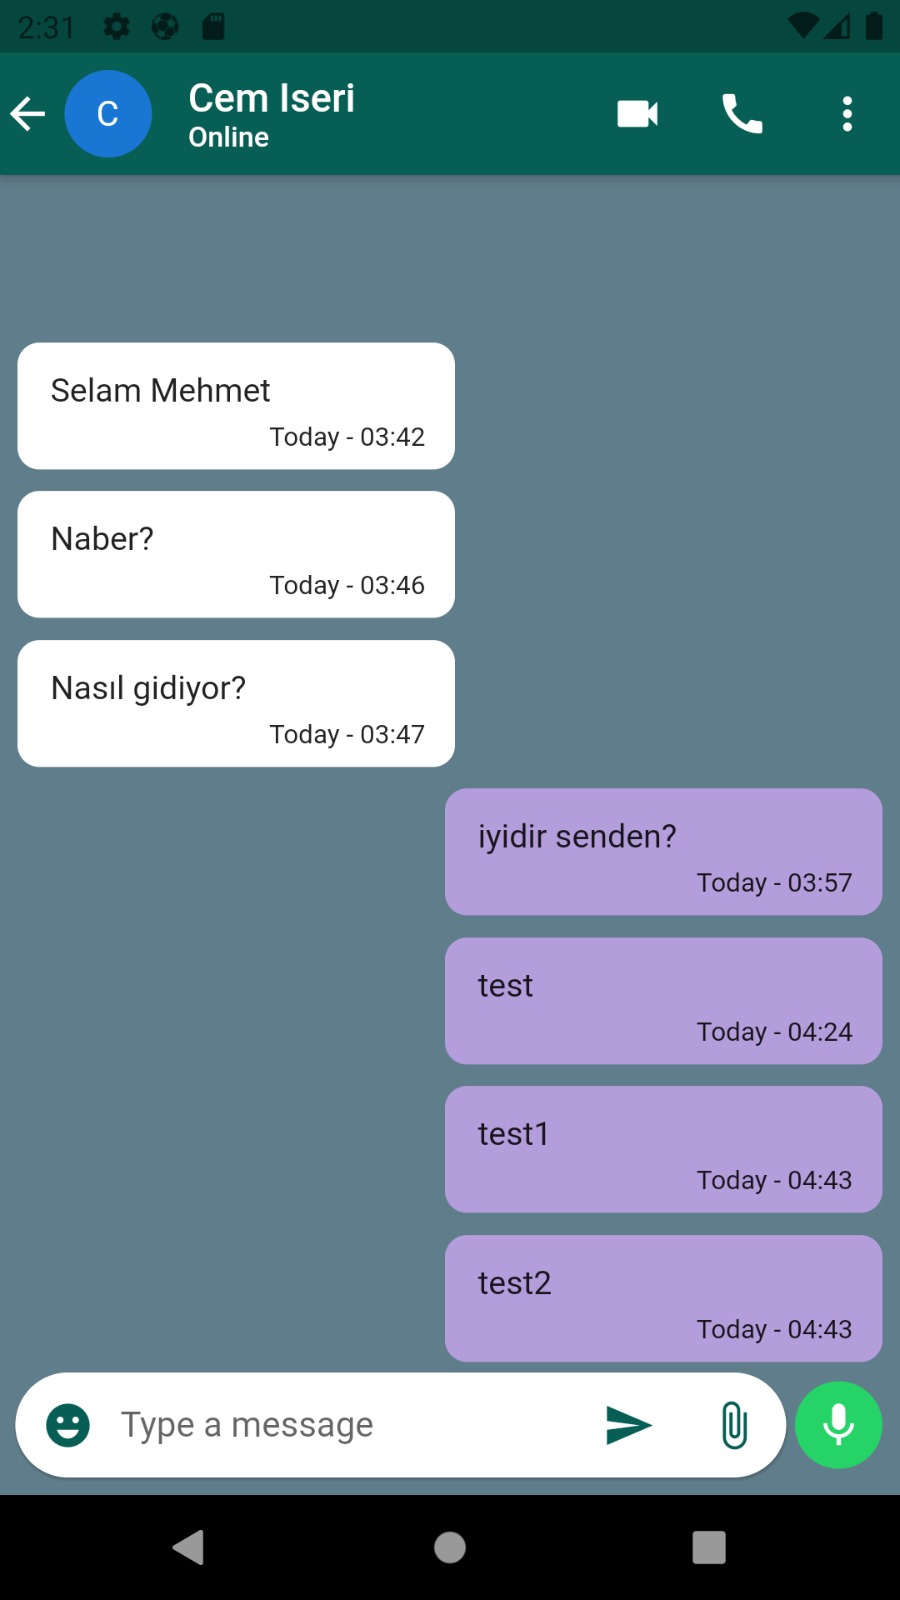 2:31
C
Cem Iseri
Online
Selam Mehmet
Today - 03:42
Naber?
Today - 03:46
Nasıl gidiyor?
Today - 03:47
iyidir senden?
Today - 03:57
test
Today - 04:24
test1
Today - 04:43
test2
Today - 04:43
Type a message